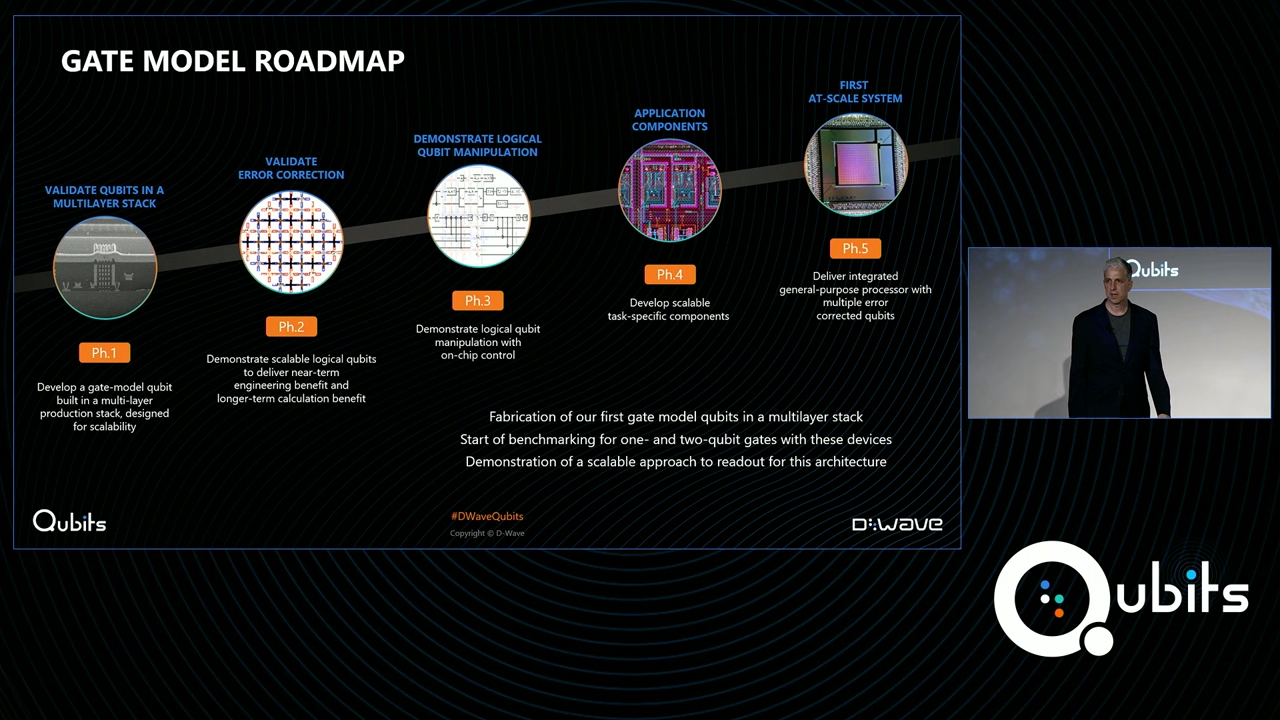 GATE MODEL ROADMAP
VALIDATE QUBITS IN A
MULTILAYER STACK
Ph.1
Develop a gate-model qubit
built in a multi-layer
production stack, designed
for scalability
VALIDATE
ERROR CORRECTION
Ph.2
Demonstrate scalable logical qubits
to deliver near-term
engineering benefit and
longer-term calculation benefit
DEMONSTRATE LOGICAL
QUBIT MANIPULATION
Ph.3
Demonstrate logical qubit
manipulation with
on-chip control
APPLICATION
COMPONENTS
Ph.4
Develop scalable
task-specific components
FIRST
AT-SCALE SYSTEM
Ph.5
Deliver integrated
general-purpose processor with
multiple error
corrected qubits
Fabrication of our first gate model qubits in a multilayer stack
Start of benchmarking for one- and two-qubit gates with these devices
Demonstration of a scalable approach to readout for this architecture
Qubits
#DWaveQubits
Copyright © D-Wave
D:WAVE
Qubits
Qubits